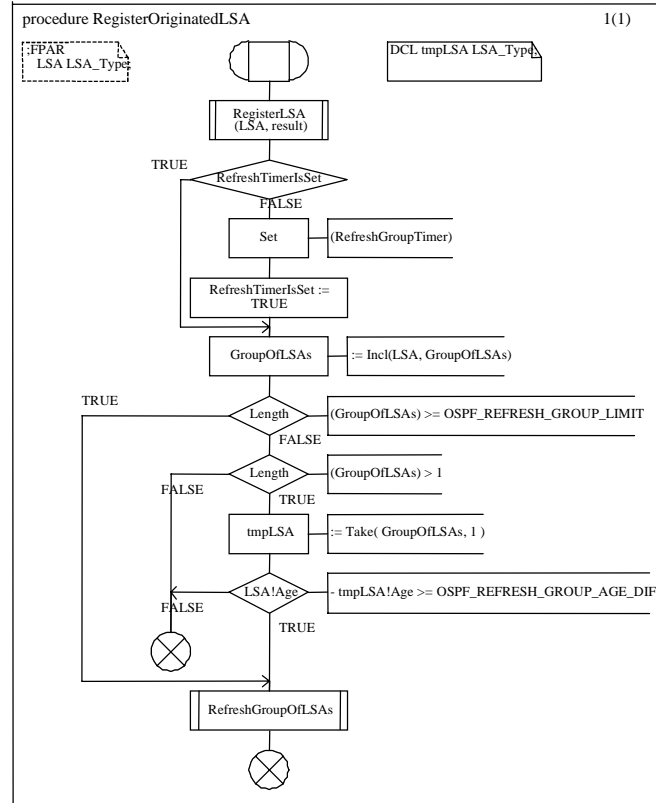 procedure RegisterOriginatedLSA 1(1)
;FPAR
LSA LSA_Type;
DCL tmpLSA LSA_Type;
RegisterLSA
(LSA, result)
TRUE
RefreshTimerIsSet
FALSE
Set (RefreshGroupTimer)
RefreshTimerIsSet :=
TRUE
GroupOfLSAs := Incl(LSA, GroupOfLSAs)
TRUE
Length (GroupOfLSAs) >= OSPF_REFRESH_GROUP_LIMIT
FALSE
Length (GroupOfLSAs) > 1
FALSE
TRUE
tmpLSA := Take( GroupOfLSAs, 1 )
LSA!Age - tmpLSA!Age >= OSPF_REFRESH_GROUP_AGE_DIF
FALSE
TRUE
RefreshGroupOfLSAs